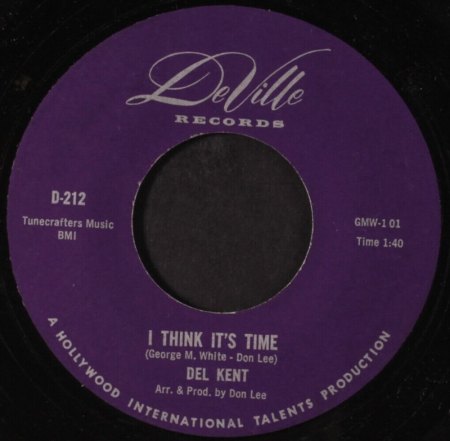 DeVille
RECORDS
D-212
Tunecrafters Music
BMI
GMW-1 01
Time 1:40
I THINK IT'S TIME
(George M. White - Don Lee)
DEL KENT
Arr. & Prod. by Don Lee
A HOLLYWOOD INTERNATIONAL TALENTS PRODUCTION